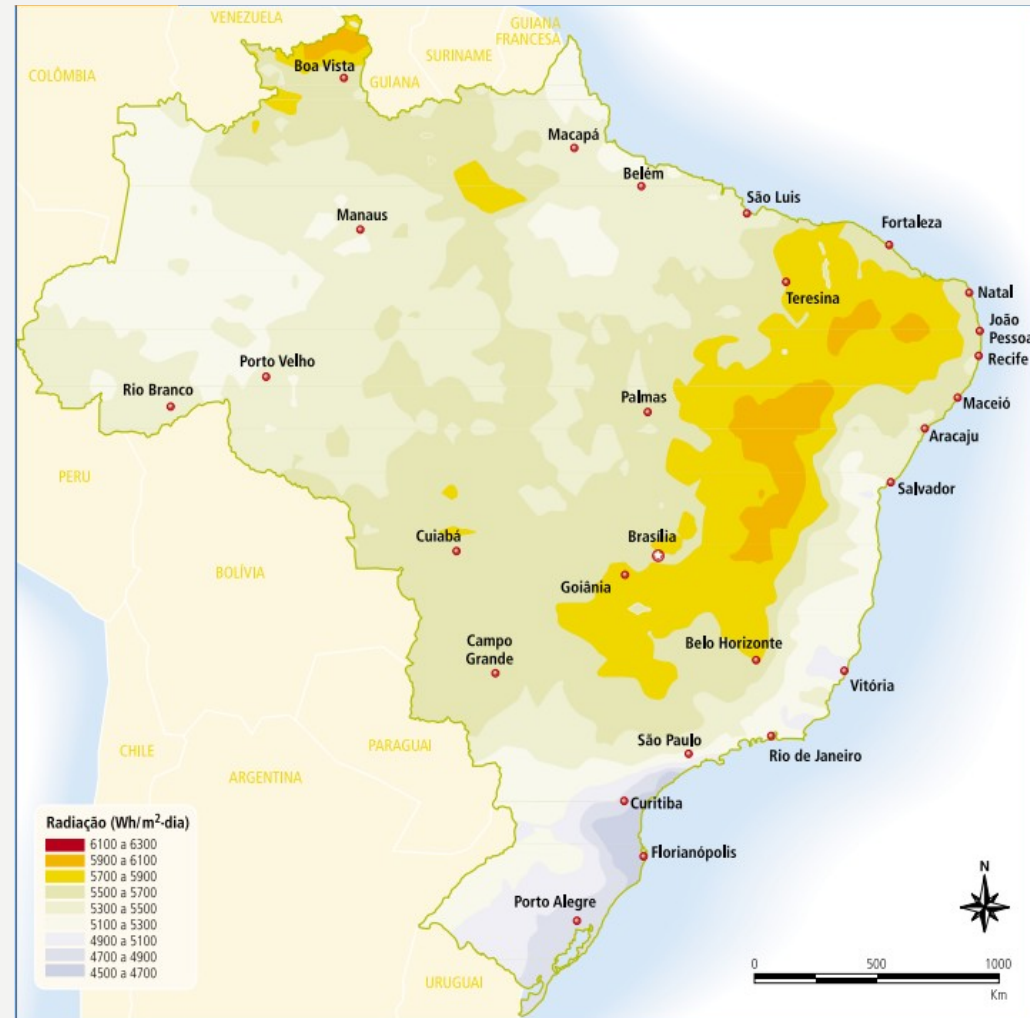 VENEZUELA
GUIANA
FRANCESA
SURINAME
COLÔMBIA
Boa Vista
GUIANA
Macapá
Belém
São Luis
Manaus
Fortaleza
Teresina
Natal
João
Pessoa
Recife
Porto Velho
Rio Branco
Palmas
Maceió
Aracaju
PERU
Salvador
Cuiabá
Brasília
BOLÍVIA
Goiânia
Campo
Grande
Belo Horizonte
Vitória
PARAGUAI
São Paulo
Rio de Janeiro
CHILE
ARGENTINA
Curitiba
Florianópolis
Porto Alegre
URUGUAI
Radiação (Wh/m²-dia)
6100 a 6300
5900 a 6100
5700 a 5900
5500 a 5700
5300 a 5500
5100 a 5300
4900 a 5100
4700 a 4900
4500 a 4700
N
0 500 1000
Km